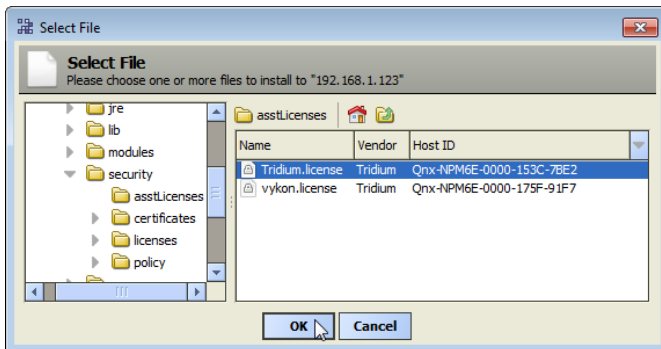 Select File
Select File
Please choose one or more files to install to "192.168.1.123"
jre
lib
modules
security
asstLicenses
certificates
licenses
policy
asstLicenses
Name Vendor Host ID
Tridium.license Tridium Qnx-NPM6E-0000-153C-7BE2
vykon.license Tridium Qnx-NPM6E-0000-175F-91F7
OK Cancel